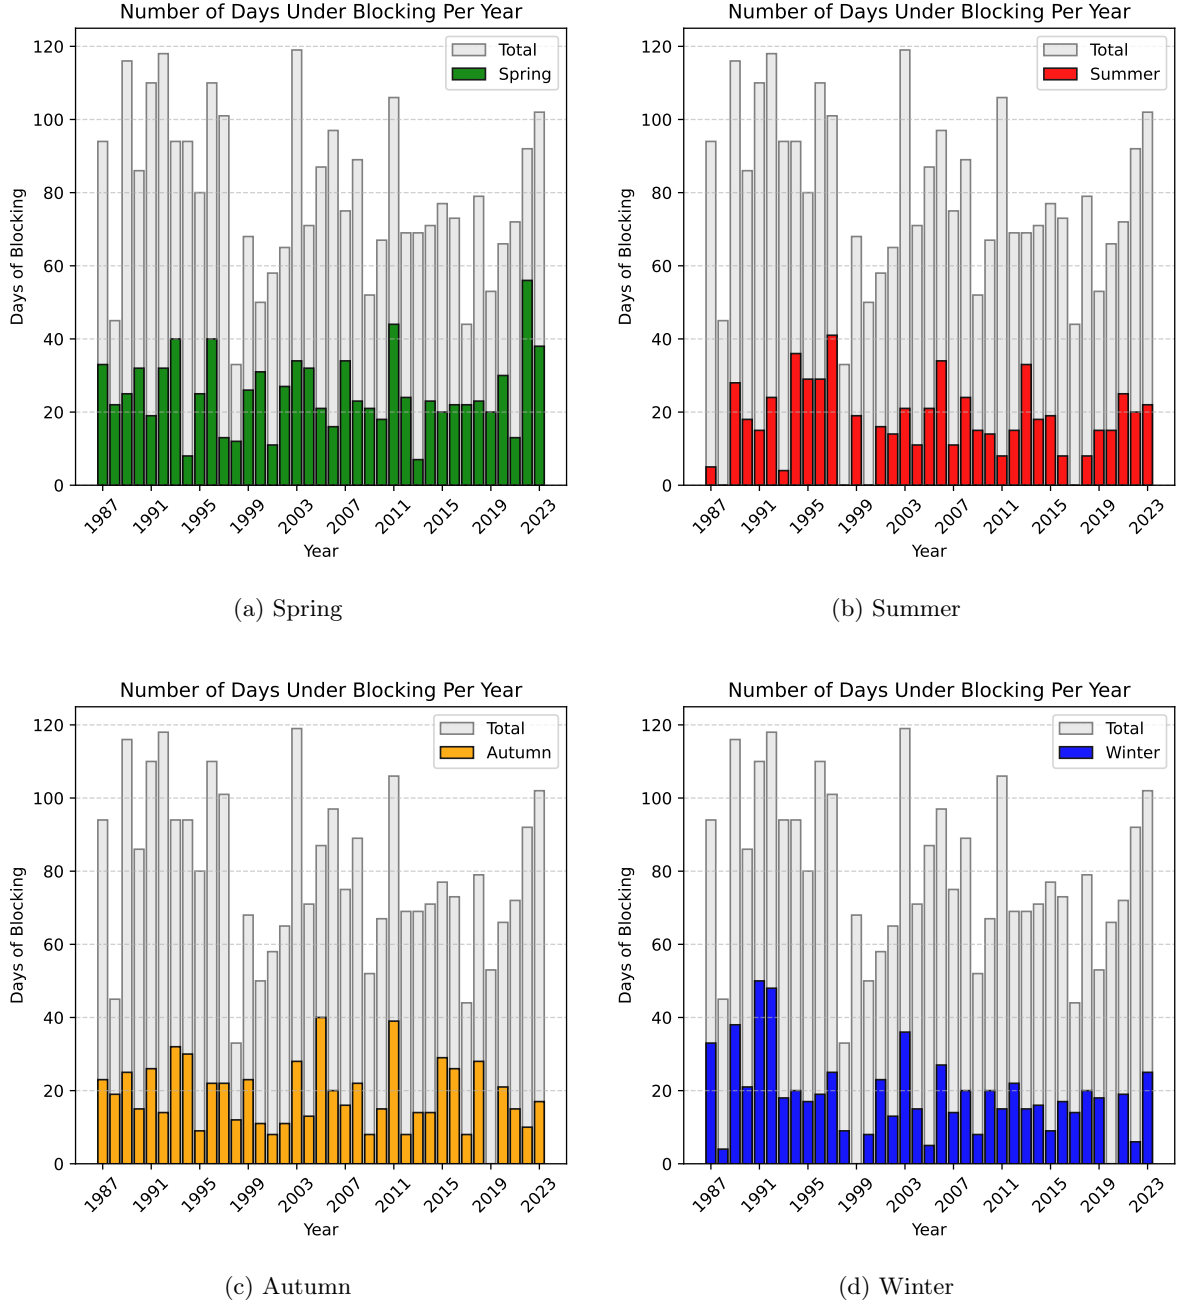 Number of Days Under Blocking Per Year
Total
Spring
Days of Blocking
120
100
80
60
40
20
0
1987
1991
1995
1999
2003
2007
2011
2015
2019
2023
Year
(a) Spring
Number of Days Under Blocking Per Year
Total
Summer
Days of Blocking
120
100
80
60
40
20
0
1987
1991
1995
1999
2003
2007
2011
2015
2019
2023
Year
(b) Summer
Number of Days Under Blocking Per Year
Total
Autumn
Days of Blocking
120
100
80
60
40
20
0
1987
1991
1995
1999
2003
2007
2011
2015
2019
2023
Year
(c) Autumn
Number of Days Under Blocking Per Year
Total
Winter
Days of Blocking
120
100
80
60
40
20
0
1987
1991
1995
1999
2003
2007
2011
2015
2019
2023
Year
(d) Winter